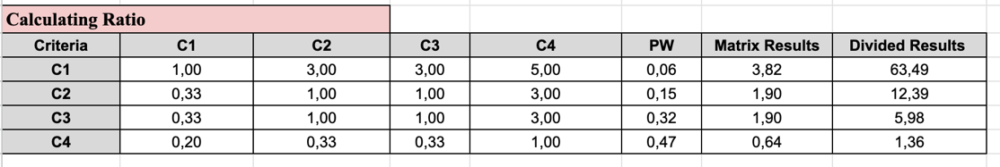 Calculating Ratio
Criteria C1 C2 C3 C4 PW Matrix Results Divided Results
C1 1,00 3,00 3,00 5,00 0,06 3,82 63,49
C2 0,33 1,00 1,00 3,00 0,15 1,90 12,39
C3 0,33 1,00 1,00 3,00 0,32 1,90 5,98
C4 0,20 0,33 0,33 1,00 0,47 0,64 1,36